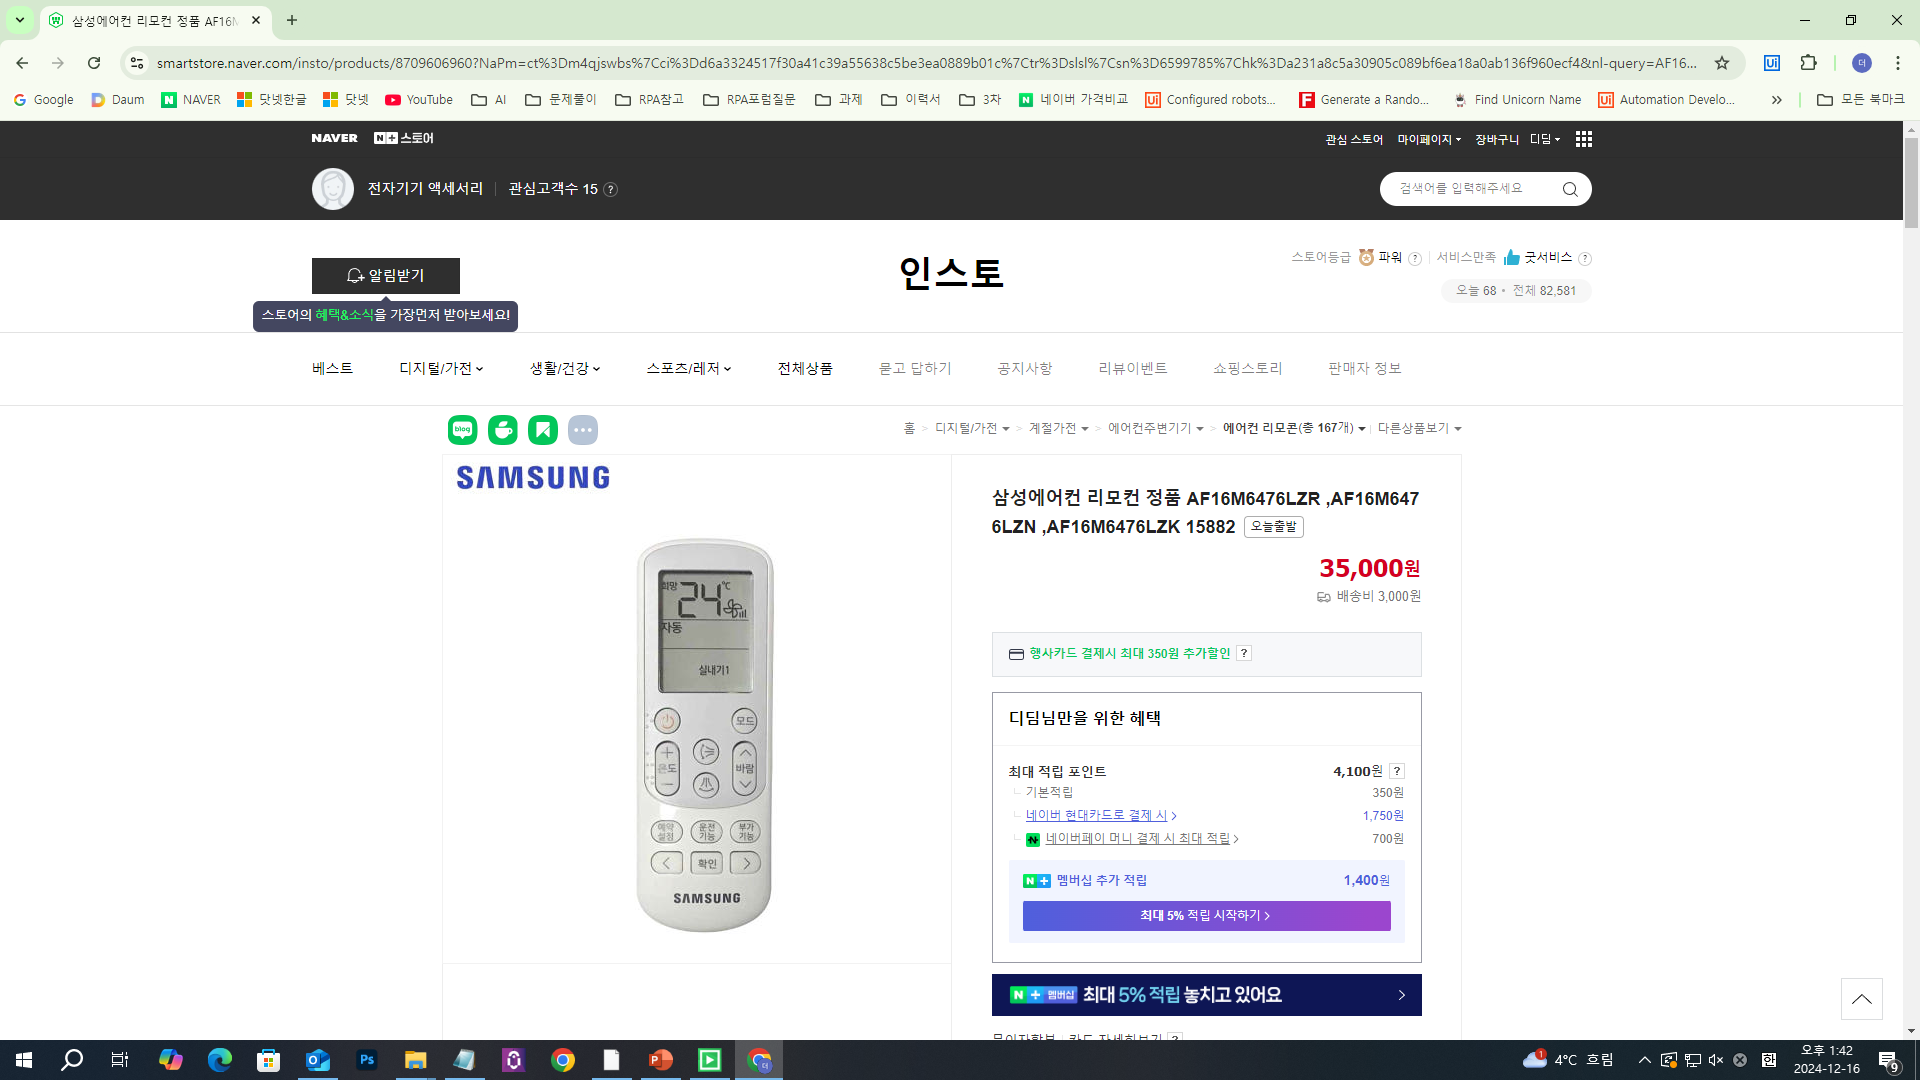 삼성에어컨 리모컨 정품 AF16M
smartstore.naver.com/insto/products/8709606960?NaPm=ct%3Dm4qjswbs%7Cci%3Dd6a3324517f30a41c39a55638c5be3ea0889b01c%7Ctr%3Dslsl%7Csn%3D6599785%7Chk%3Da231a8c5a30905c089bf6ea18a0ab136f960ecf4&nl-query=AF16...
Google Daum NAVER 닷넷한글 닷넷 YouTube AI 문제풀이 RPA참고 RPA포럼질문 과제 이력서 3차 네이버 가격비교 Configured robots... Generate a Rando... Find Unicorn Name Automation Develo... 모든 북마크
NAVER N+스토어 관심 스토어 마이페이지 장바구니 디딤
전자기기 액세서리 관심고객수 15 검색어를 입력해주세요
알림받기
스토어의 혜택&소식을 가장먼저 받아보세요!
인스토
스토어등급 파워 서비스만족 굿서비스
오늘 68 • 전체 82,581
베스트 디지털/가전 생활/건강 스포츠/레저 전체상품 묻고 답하기 공지사항 리뷰이벤트 쇼핑스토리 판매자 정보
blog
홈 > 디지털/가전 > 계절가전 > 에어컨주변기기 > 에어컨 리모콘(총 167개) 다른상품보기
SAMSUNG
희망 24℃
자동
실내기1
모드
온도 바람
예약설정 운전기능 부가기능
확인
SAMSUNG
삼성에어컨 리모컨 정품 AF16M6476LZR ,AF16M647
6LZN ,AF16M6476LZK 15882 오늘출발
35,000원
배송비 3,000원
행사카드 결제시 최대 350원 추가할인 ?
디딤님만을 위한 혜택
최대 적립 포인트 4,100원 ?
기본적립 350원
네이버 현대카드로 결제 시 > 1,750원
네이버페이 머니 결제 시 최대 적립 > 700원
N+ 멤버십 추가 적립 1,400원
최대 5% 적립 시작하기 >
N+ 멤버십 최대 5% 적립 놓치고 있어요
무이자할부 카드 자세히보기 ?
4℃ 흐림
오후 1:42
2024-12-16